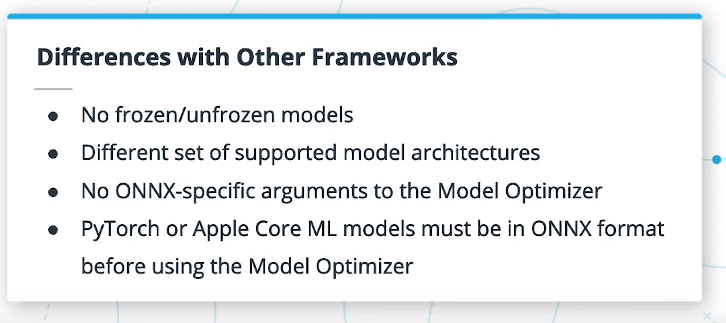 Differences with Other Frameworks
● No frozen/unfrozen models
● Different set of supported model architectures
● No ONNX-specific arguments to the Model Optimizer
● PyTorch or Apple Core ML models must be in ONNX format
before using the Model Optimizer